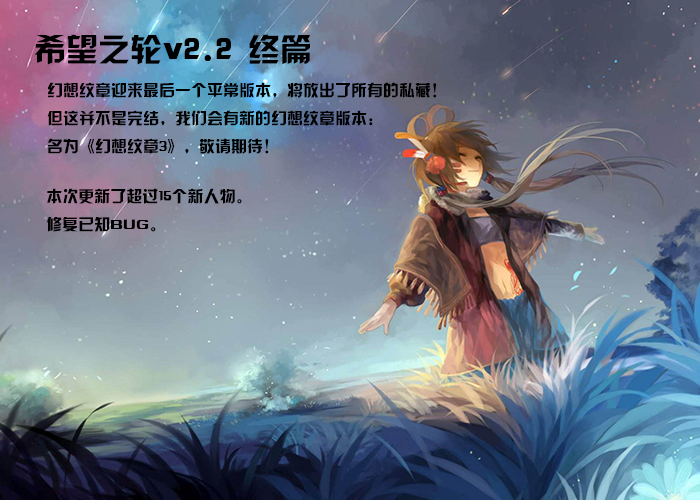 希望之轮v2.2 终篇
幻想纹章迎来最后一个平常版本，将放出了所有的私藏！
但这并不是完结，我们会有新的幻想纹章版本：
名为《幻想纹章3》，敬请期待！
本次更新了超过15个新人物。
修复已知BUG。